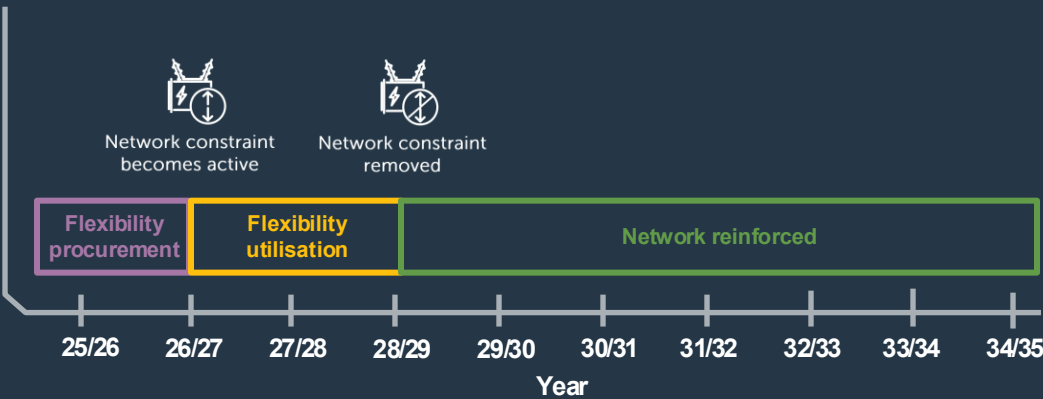 Network constraint
becomes active
Network constraint
removed
Flexibility
procurement
Flexibility
utilisation
Network reinforced
25/26
26/27
27/28
28/29
29/30
30/31
31/32
32/33
33/34
34/35
Year